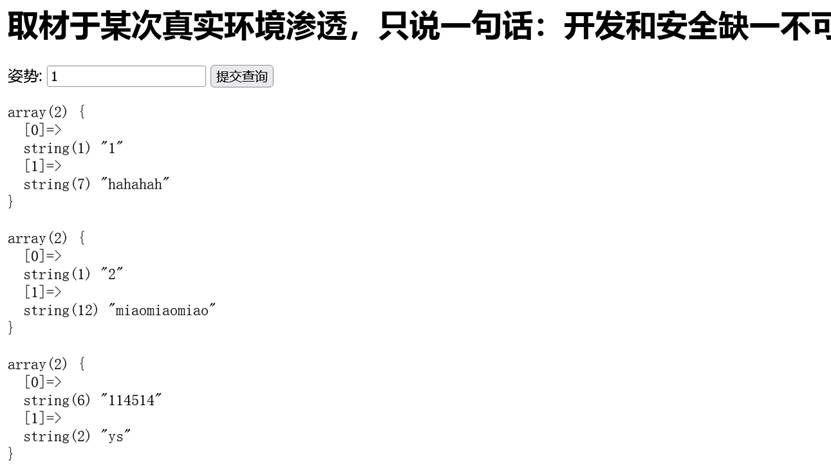 取材于某次真实环境渗透，只说一句话：开发和安全缺一不可
姿势: 1 提交查询
array(2) {
  [0]=>
  string(1) "1"
  [1]=>
  string(7) "hahahah"
}
array(2) {
  [0]=>
  string(1) "2"
  [1]=>
  string(12) "miaomiaomiao"
}
array(2) {
  [0]=>
  string(6) "114514"
  [1]=>
  string(2) "ys"
}